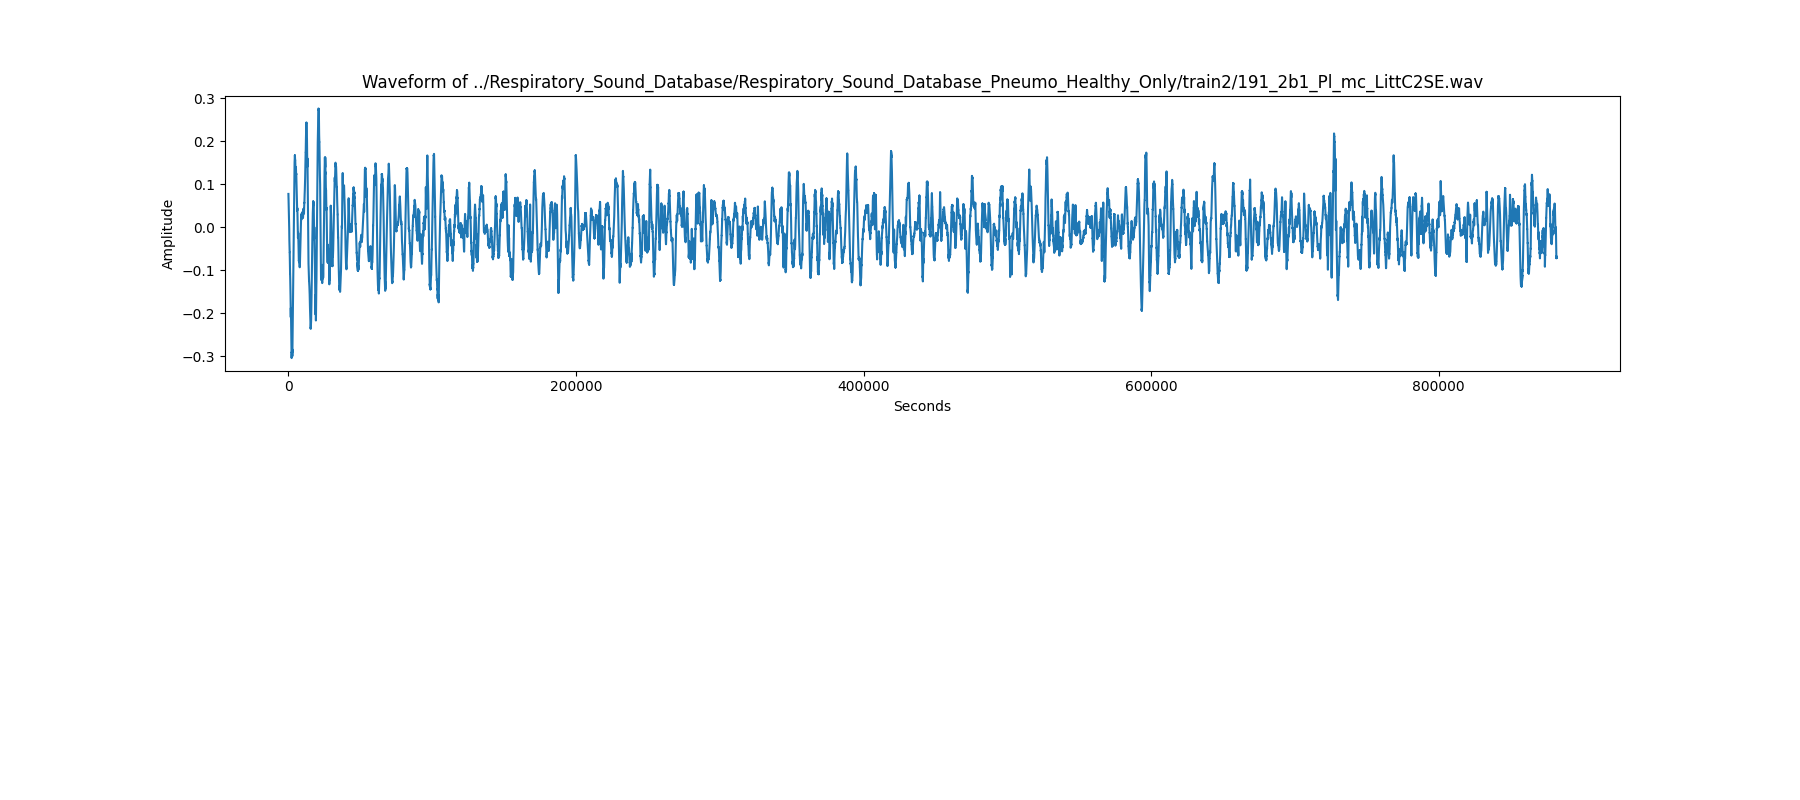 Waveform of ../Respiratory_Sound_Database/Respiratory_Sound_Database_Pneumo_Healthy_Only/train2/191_2b1_Pl_mc_LittC2SE.wav
0.3
0.2
0.1
0.0
−0.1
−0.2
−0.3
Amplitude
0 200000 400000 600000 800000
Seconds